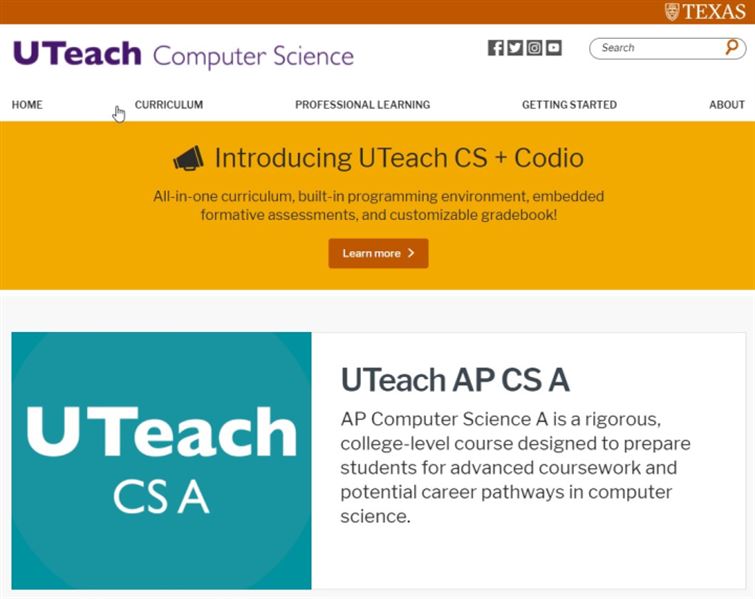 TEXAS
UTeach Computer Science
Search
HOME CURRICULUM PROFESSIONAL LEARNING GETTING STARTED ABOUT
Introducing UTeach CS + Codio
All-in-one curriculum, built-in programming environment, embedded
formative assessments, and customizable gradebook!
Learn more
UTeach
CS A
UTeach AP CS A
AP Computer Science A is a rigorous,
college-level course designed to prepare
students for advanced coursework and
potential career pathways in computer
science.